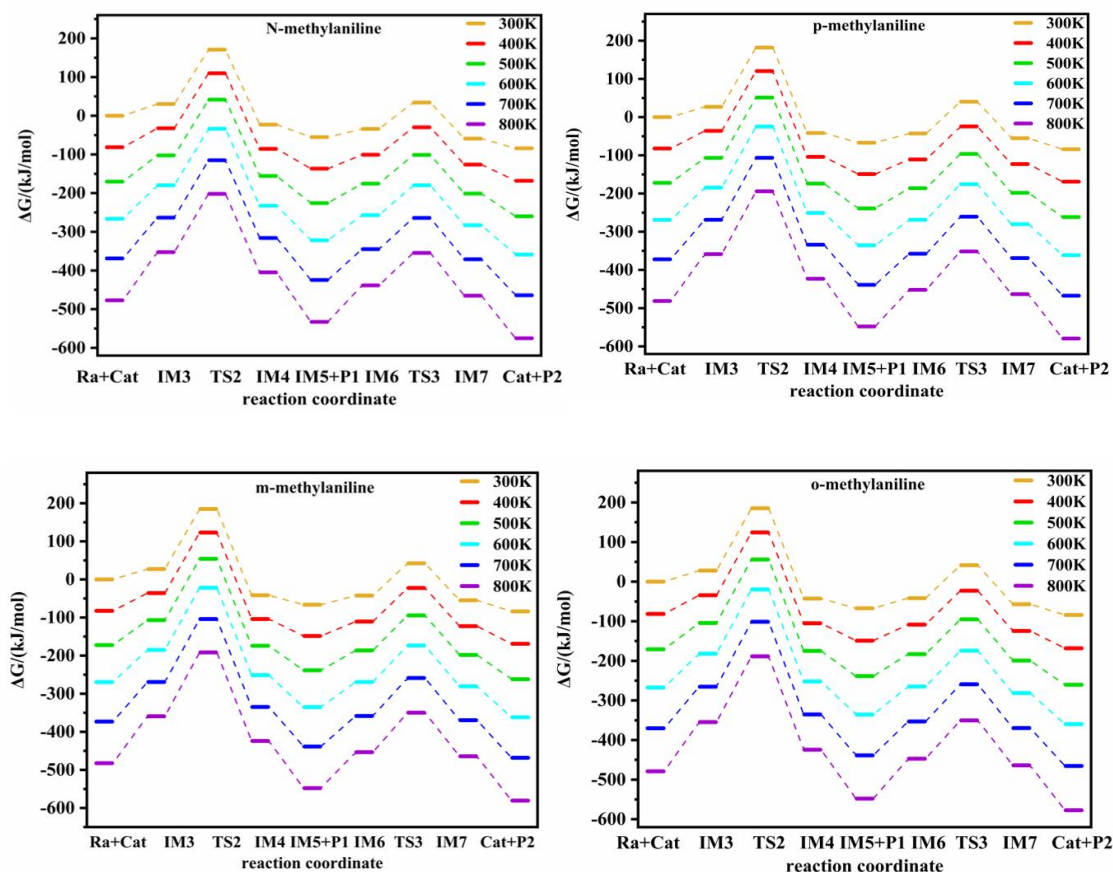 N-methylaniline
300K
400K
500K
600K
700K
800K
200
100
0
-100
-200
-300
-400
-500
-600
ΔG/(kJ/mol)
Ra+Cat IM3 TS2 IM4 IM5+P1 IM6 TS3 IM7 Cat+P2
reaction coordinate
p-methylaniline
300K
400K
500K
600K
700K
800K
200
100
0
-100
-200
-300
-400
-500
-600
ΔG/(kJ/mol)
Ra+Cat IM3 TS2 IM4 IM5+P1 IM6 TS3 IM7 Cat+P2
reaction coordinate
m-methylaniline
300K
400K
500K
600K
700K
800K
200
100
0
-100
-200
-300
-400
-500
-600
ΔG/(kJ/mol)
Ra+Cat IM3 TS2 IM4 IM5+P1 IM6 TS3 IM7 Cat+P2
reaction coordinate
o-methylaniline
300K
400K
500K
600K
700K
800K
200
100
0
-100
-200
-300
-400
-500
-600
ΔG/(kJ/mol)
Ra+Cat IM3 TS2 IM4 IM5+P1 IM6 TS3 IM7 Cat+P2
reaction coordinate